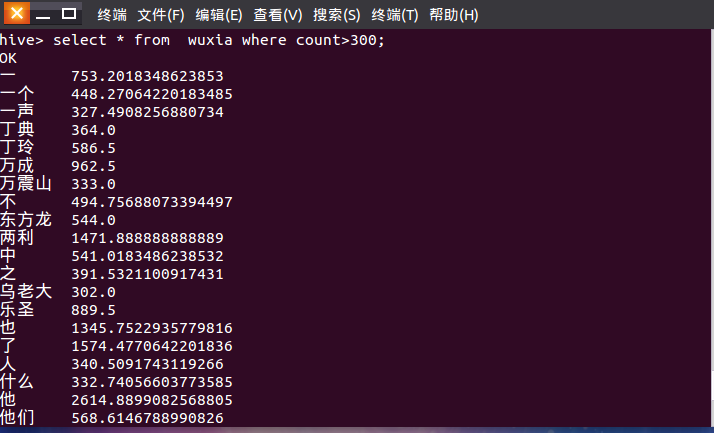 终端 文件(F) 编辑(E) 查看(V) 搜索(S) 终端(T) 帮助(H)
hive> select * from  wuxia where count>300;
OK
一 753.2018348623853
一个 448.27064220183485
一声 327.4908256880734
丁典 364.0
丁玲 586.5
万成 962.5
万震山 333.0
不 494.75688073394497
东方龙 544.0
两利 1471.888888888889
中 541.0183486238532
之 391.5321100917431
乌老大 302.0
乐圣 889.5
也 1345.7522935779816
了 1574.4770642201836
人 340.5091743119266
什么 332.74056603773585
他 2614.8899082568805
他们 568.6146788990826